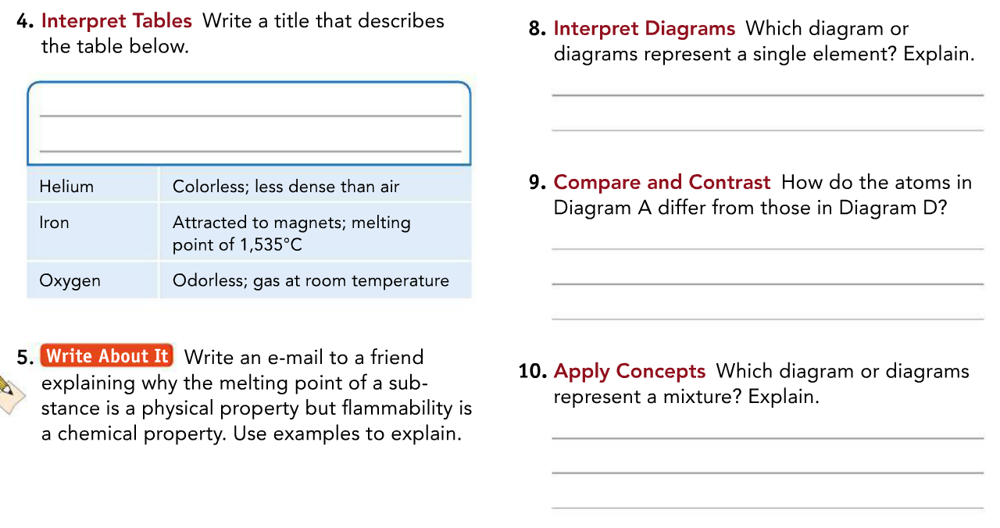 4. Interpret Tables Write a title that describes
the table below.
Helium Colorless; less dense than air
Iron Attracted to magnets; melting
point of 1,535°C
Oxygen Odorless; gas at room temperature
5. Write About It Write an e-mail to a friend
explaining why the melting point of a sub-
stance is a physical property but flammability is
a chemical property. Use examples to explain.
8. Interpret Diagrams Which diagram or
diagrams represent a single element? Explain.
9. Compare and Contrast How do the atoms in
Diagram A differ from those in Diagram D?
10. Apply Concepts Which diagram or diagrams
represent a mixture? Explain.